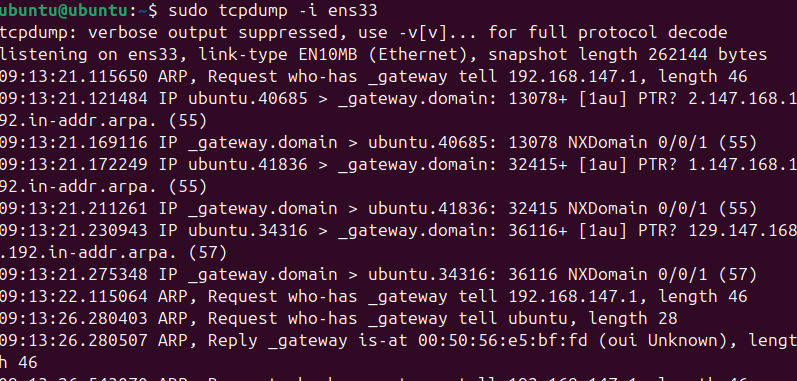 ubuntu@ubuntu:~$ sudo tcpdump -i ens33
tcpdump: verbose output suppressed, use -v[v]... for full protocol decode
listening on ens33, link-type EN10MB (Ethernet), snapshot length 262144 bytes
09:13:21.115650 ARP, Request who-has _gateway tell 192.168.147.1, length 46
09:13:21.121484 IP ubuntu.40685 > _gateway.domain: 13078+ [1au] PTR? 2.147.168.1
92.in-addr.arpa. (55)
09:13:21.169116 IP _gateway.domain > ubuntu.40685: 13078 NXDomain 0/0/1 (55)
09:13:21.172249 IP ubuntu.41836 > _gateway.domain: 32415+ [1au] PTR? 1.147.168.1
92.in-addr.arpa. (55)
09:13:21.211261 IP _gateway.domain > ubuntu.41836: 32415 NXDomain 0/0/1 (55)
09:13:21.230943 IP ubuntu.34316 > _gateway.domain: 36116+ [1au] PTR? 129.147.168
.192.in-addr.arpa. (57)
09:13:21.275348 IP _gateway.domain > ubuntu.34316: 36116 NXDomain 0/0/1 (57)
09:13:22.115064 ARP, Request who-has _gateway tell 192.168.147.1, length 46
09:13:26.280403 ARP, Request who-has _gateway tell ubuntu, length 28
09:13:26.280507 ARP, Reply _gateway is-at 00:50:56:e5:bf:fd (oui Unknown), lengt
h 46